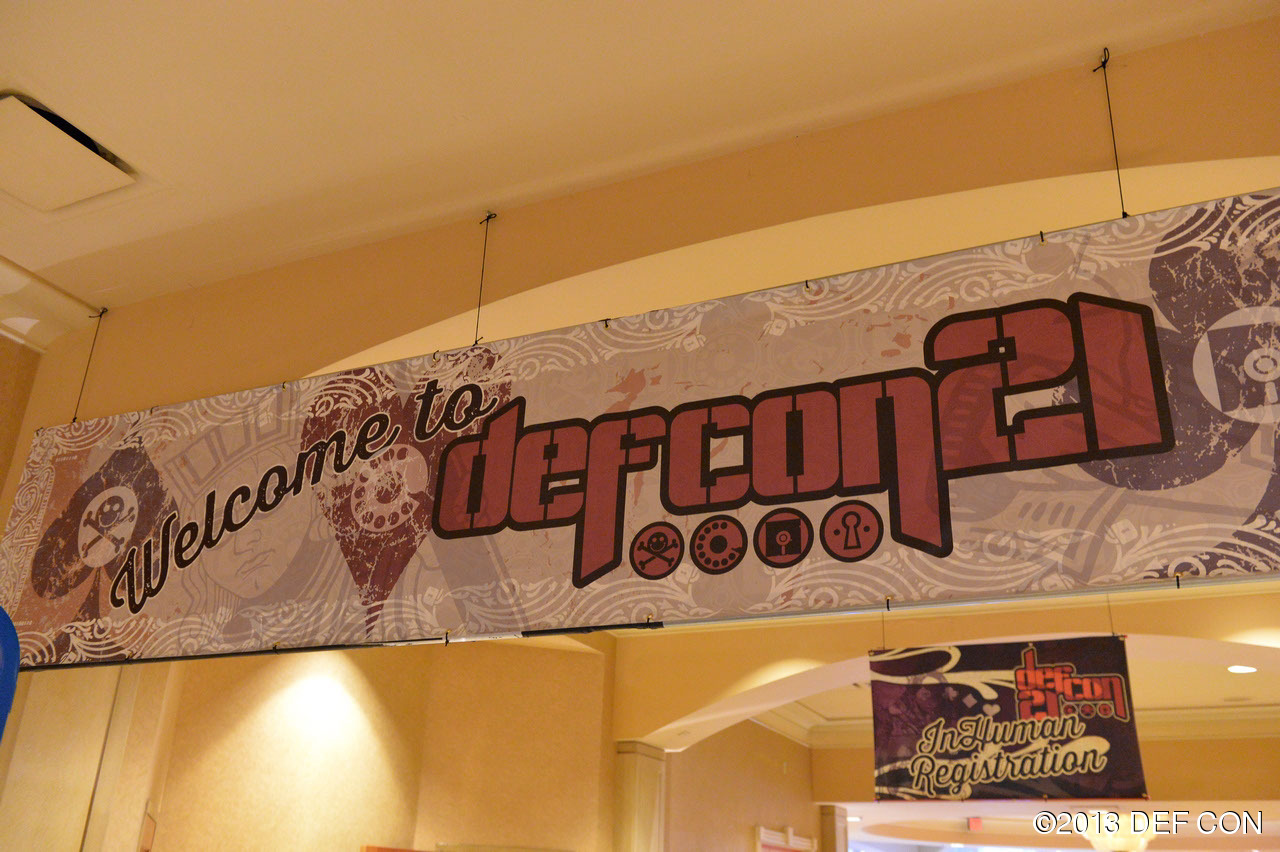 Welcome to
defcon21
defcon
21
InHuman
Registration
©2013 DEF CON